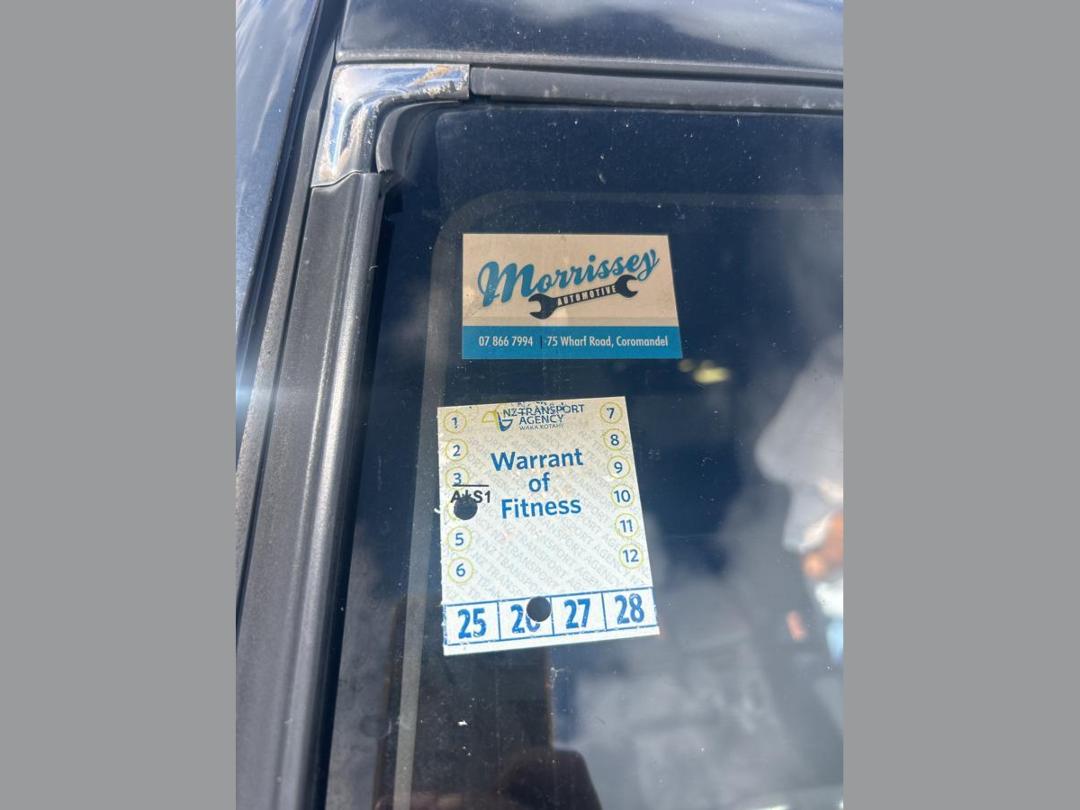 Morrissey
AUTOMOTIVE
07 866 7994 | 75 Wharf Road, Coromandel
NZ TRANSPORT
AGENCY
WAKA KOTAHI
1 7
2 8
3 9
Warrant
of
Fitness
10
5 11
6 12
25 26 27 28